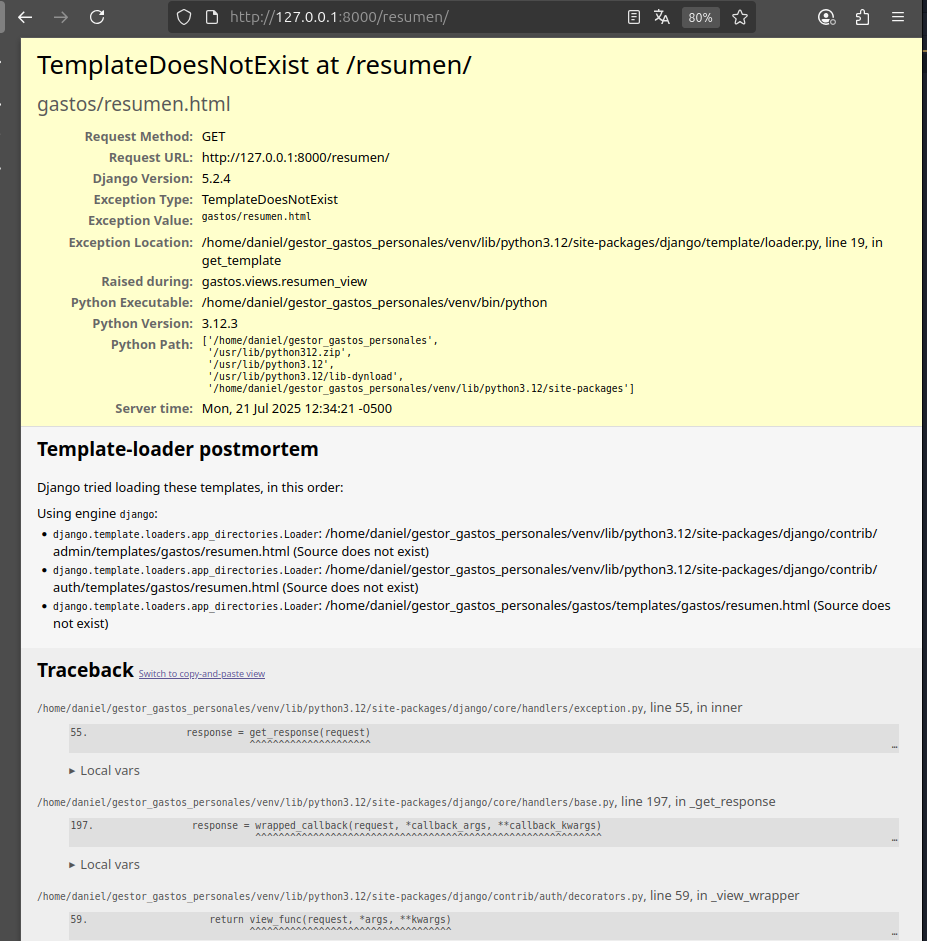 http://127.0.0.1:8000/resumen/
80%
TemplateDoesNotExist at /resumen/
gastos/resumen.html
Request Method: GET
Request URL: http://127.0.0.1:8000/resumen/
Django Version: 5.2.4
Exception Type: TemplateDoesNotExist
Exception Value: gastos/resumen.html
Exception Location: /home/daniel/gestor_gastos_personales/venv/lib/python3.12/site-packages/django/template/loader.py, line 19, in
get_template
Raised during: gastos.views.resumen_view
Python Executable: /home/daniel/gestor_gastos_personales/venv/bin/python
Python Version: 3.12.3
Python Path: ['/home/daniel/gestor_gastos_personales',
'/usr/lib/python312.zip',
'/usr/lib/python3.12',
'/usr/lib/python3.12/lib-dynload',
'/home/daniel/gestor_gastos_personales/venv/lib/python3.12/site-packages']
Server time: Mon, 21 Jul 2025 12:34:21 -0500
Template-loader postmortem
Django tried loading these templates, in this order:
Using engine django:
• django.template.loaders.app_directories.Loader: /home/daniel/gestor_gastos_personales/venv/lib/python3.12/site-packages/django/contrib/
admin/templates/gastos/resumen.html (Source does not exist)
• django.template.loaders.app_directories.Loader: /home/daniel/gestor_gastos_personales/venv/lib/python3.12/site-packages/django/contrib/
auth/templates/gastos/resumen.html (Source does not exist)
• django.template.loaders.app_directories.Loader: /home/daniel/gestor_gastos_personales/gastos/templates/gastos/resumen.html (Source does
not exist)
Traceback Switch to copy-and-paste view
/home/daniel/gestor_gastos_personales/venv/lib/python3.12/site-packages/django/core/handlers/exception.py, line 55, in inner
55. response = get_response(request)
^^^^^^^^^^^^^^^^^^^^^
…
▶ Local vars
/home/daniel/gestor_gastos_personales/venv/lib/python3.12/site-packages/django/core/handlers/base.py, line 197, in _get_response
197. response = wrapped_callback(request, *callback_args, **callback_kwargs)
^^^^^^^^^^^^^^^^^^^^^^^^^^^^^^^^^^^^^^^^^^^^^^^^^^^^^^^^^^^^
…
▶ Local vars
/home/daniel/gestor_gastos_personales/venv/lib/python3.12/site-packages/django/contrib/auth/decorators.py, line 59, in _view_wrapper
59. return view_func(request, *args, **kwargs)
^^^^^^^^^^^^^^^^^^^^^^^^^^^^^^^^^^^
…